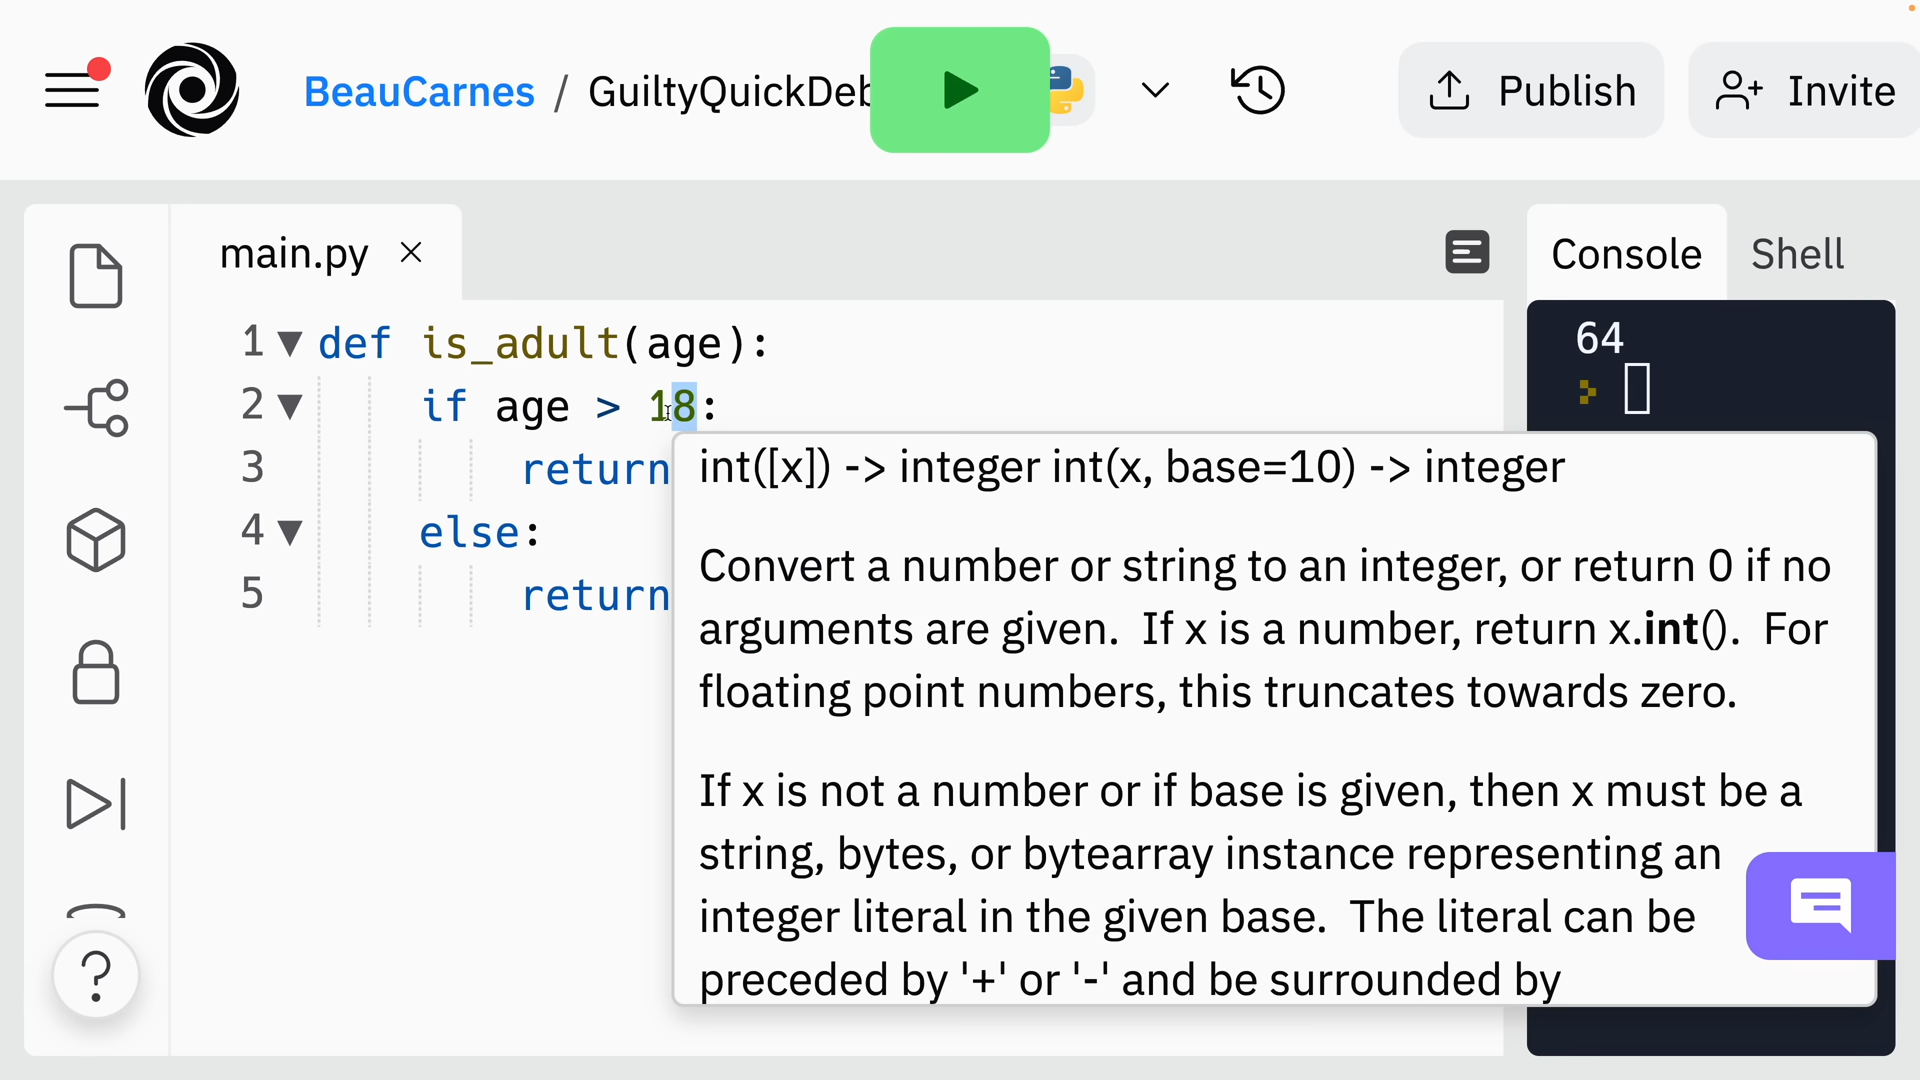 BeauCarnes / GuiltyQuickDeb
Publish
Invite
main.py
Console
Shell
1 def is_adult(age):
2 if age > 18:
3 return
4 else:
5 return
64
int([x]) -> integer int(x, base=10) -> integer
Convert a number or string to an integer, or return 0 if no
arguments are given. If x is a number, return x.int(). For
floating point numbers, this truncates towards zero.
If x is not a number or if base is given, then x must be a
string, bytes, or bytearray instance representing an
integer literal in the given base. The literal can be
preceded by '+' or '-' and be surrounded by
?